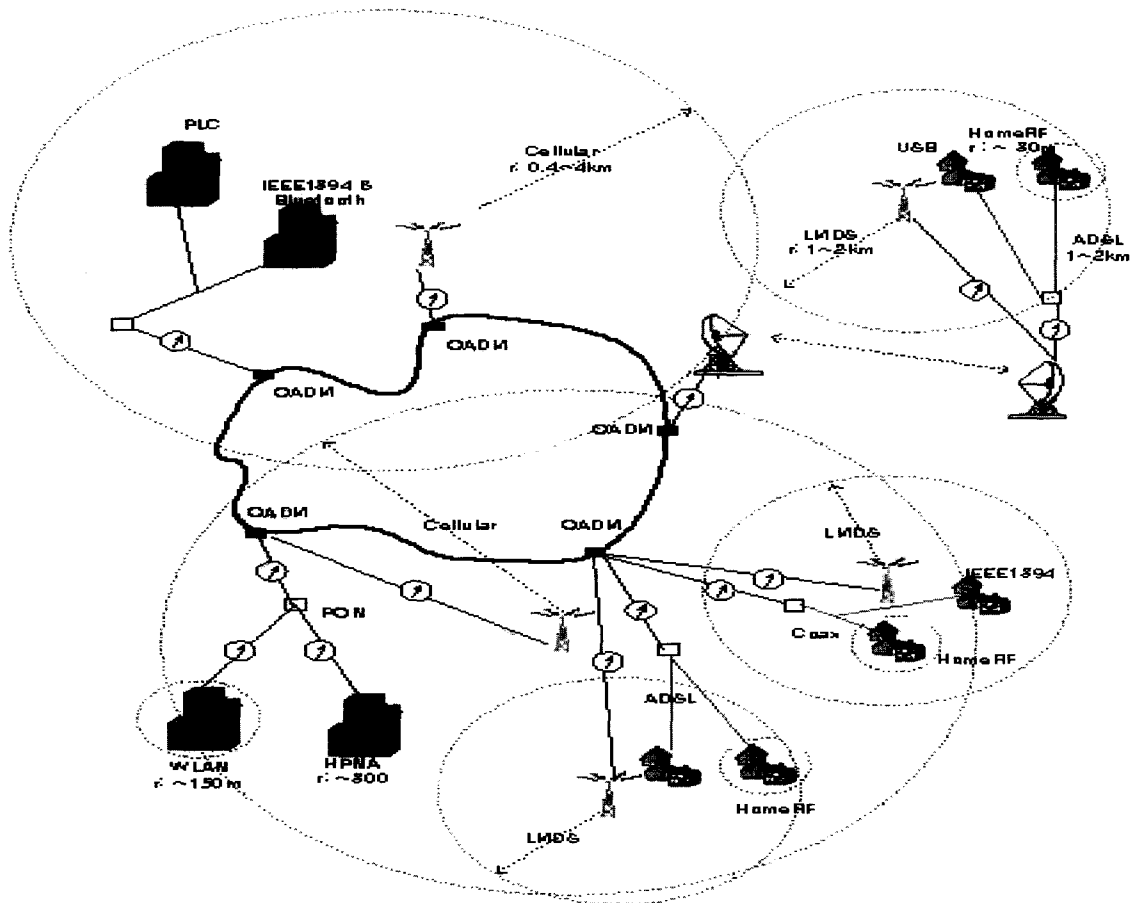 PLC
IEEE1394 &
Bluetooth
Cellular
r: 0.4~4km
USB
HomeRF
r: ~ 30m
LMDS
r: 1~2km
ADSL
1~2km
OADM
OADM
OADM
OADM
OADM
Cellular
LMDS
IEEE1394
PON
Coax
HomeRF
ADSL
WLAN
r: ~150m
HPNA
r: ~300
HomeRF
LMDS